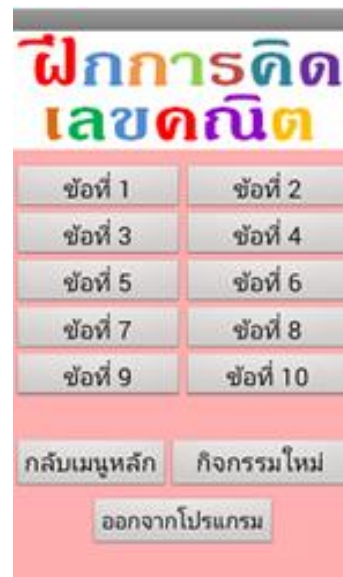 ฝึกการคิด
เลขคณิต
ข้อที่ 1 ข้อที่ 2
ข้อที่ 3 ข้อที่ 4
ข้อที่ 5 ข้อที่ 6
ข้อที่ 7 ข้อที่ 8
ข้อที่ 9 ข้อที่ 10
กลับเมนูหลัก กิจกรรมใหม่
ออกจากโปรแกรม